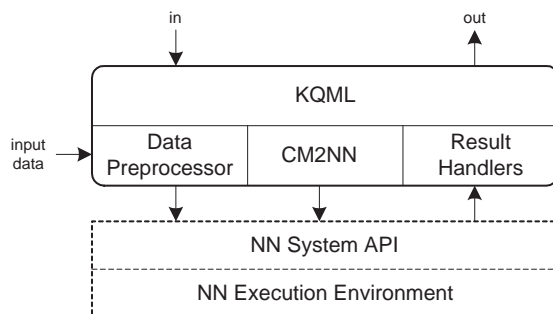 in
out
KQML
input
data
Data
Preprocessor
CM2NN
Result
Handlers
NN System API
NN Execution Environment